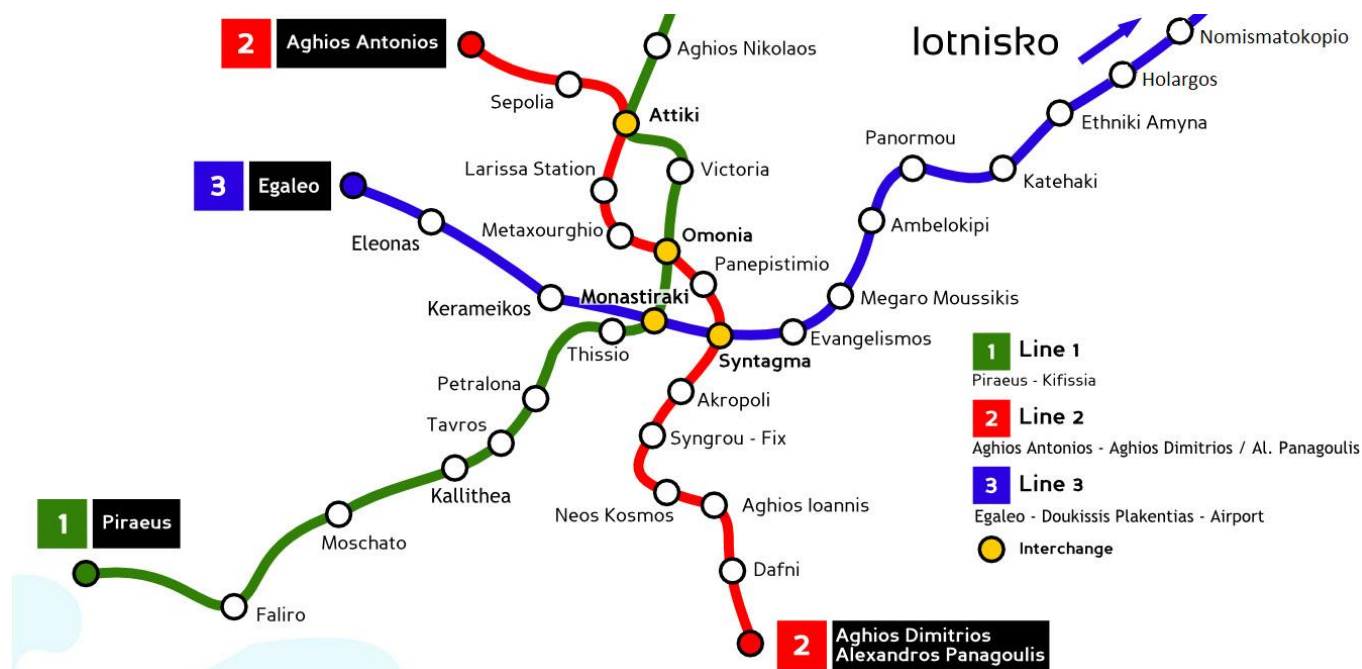 2 Aghios Antonios
Aghios Nikolaos
lotnisko
Nomismatokopio
Holargos
Sepolia
Attiki
Ethniki Amyna
Panormou
Larissa Station
Victoria
Katehaki
3 Egaleo
Eleonas
Metaxourghio
Omonia
Ambelokipi
Panepistimio
Kerameikos
Monastiraki
Megaro Moussikis
Thissio
Syntagma
Evangelismos
1 Line 1
Piraeus - Kifissia
Petralona
Akropoli
Tavros
Syngrou - Fix
2 Line 2
Aghios Antonios - Aghios Dimitrios / Al. Panagoulis
Kallithea
3 Line 3
Egaleo - Doukissis Plakentias - Airport
Neos Kosmos
Aghios Ioannis
1 Piraeus
Moschato
Interchange
Dafni
Faliro
2 Aghios Dimitrios
Alexandros Panagoulis